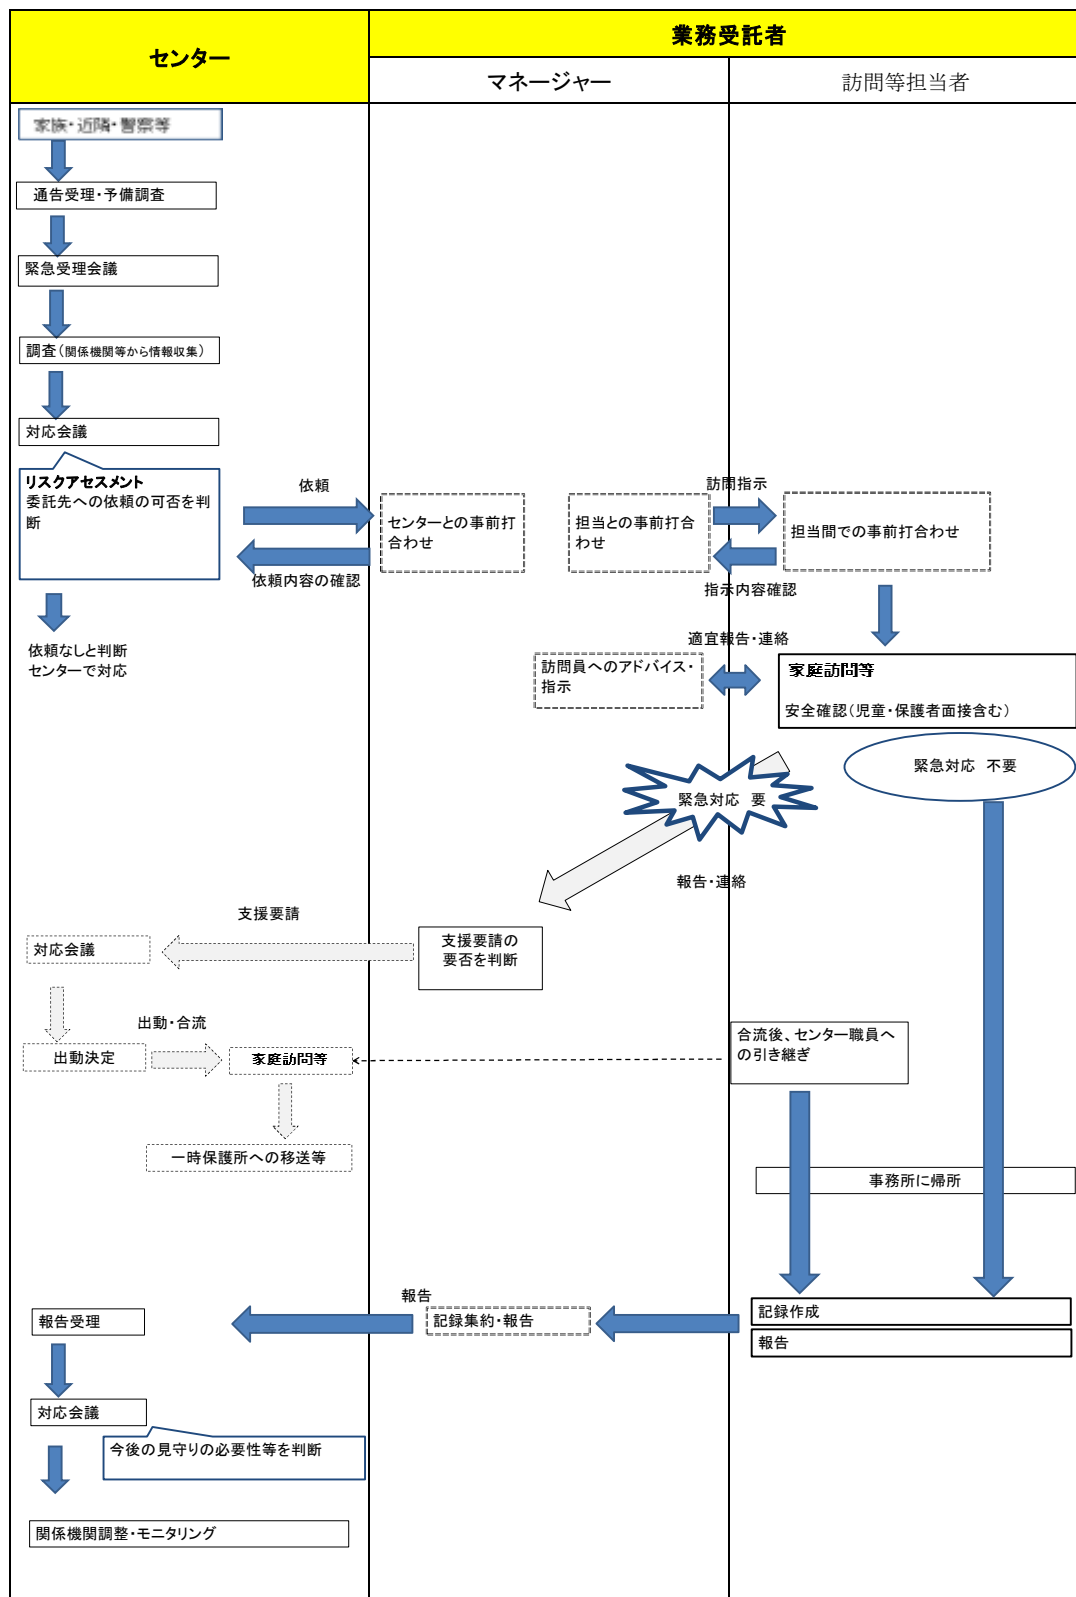 センター
業務受託者
マネージャー
訪問等担当者
家族・近隣・警察等
通告受理・予備調査
緊急受理会議
調査(関係機関等から情報収集)
対応会議
リスクアセスメント
委託先への依頼の可否を判
断
依頼
依頼内容の確認
センターとの事前打
合わせ
担当との事前打合
わせ
訪問指示
指示内容確認
担当間での事前打合わせ
依頼なしと判断
センターで対応
適宜報告・連絡
訪問員へのアドバイス・
指示
家庭訪問等
安全確認(児童・保護者面接含む)
緊急対応 要
緊急対応 不要
報告・連絡
支援要請
対応会議
支援要請の
要否を判断
出動・合流
出動決定
家庭訪問等
合流後、センター職員へ
の引き継ぎ
一時保護所への移送等
事務所に帰所
報告
報告受理
記録集約・報告
記録作成
報告
対応会議
今後の見守りの必要性等を判断
関係機関調整・モニタリング